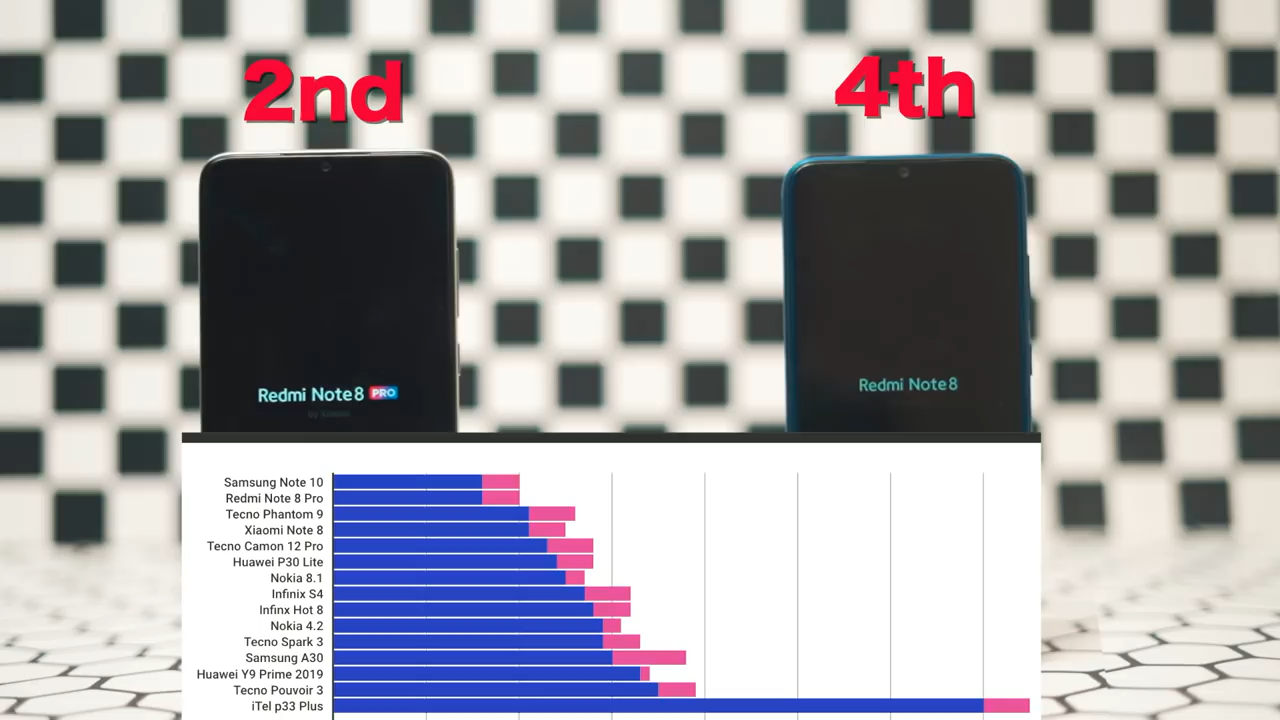 2nd
4th
Redmi Note8 PRO
by Xiaomi
Redmi Note8
Samsung Note 10
Redmi Note 8 Pro
Tecno Phantom 9
Xiaomi Note 8
Tecno Camon 12 Pro
Huawei P30 Lite
Nokia 8.1
Infinix S4
Infinx Hot 8
Nokia 4.2
Tecno Spark 3
Samsung A30
Huawei Y9 Prime 2019
Tecno Pouvoir 3
iTel p33 Plus